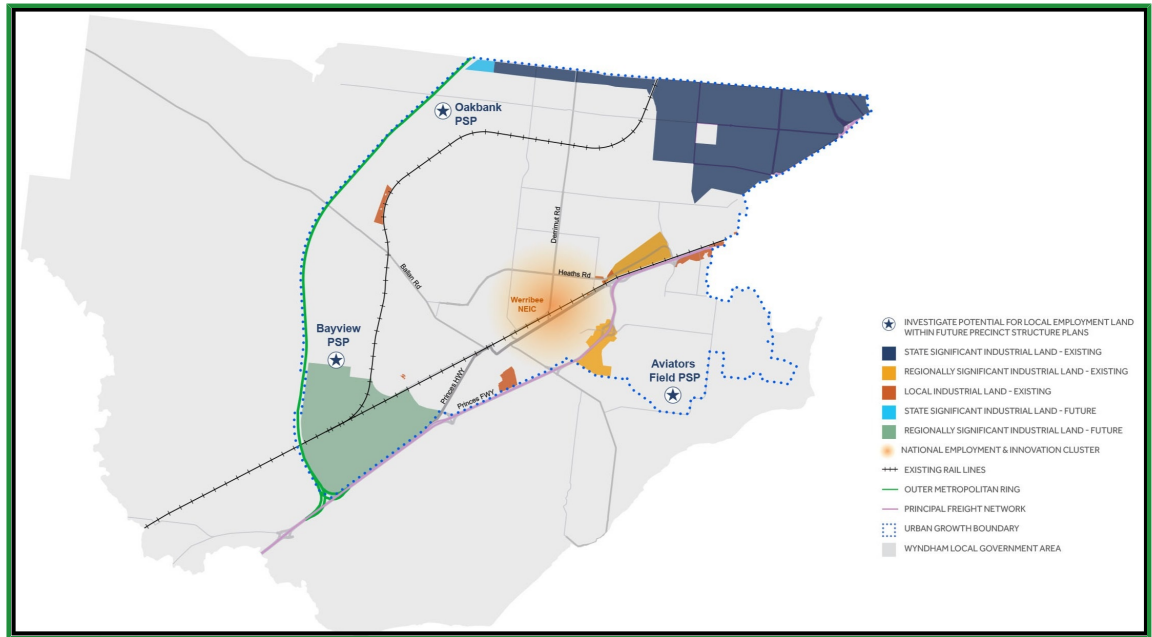 Oakbank
PSP
Derrimut Rd
Ballan Rd
Heaths Rd
Werribee
NEIC
Bayview
PSP
Princes HWY
Princes FWY
Aviators
Field PSP
INVESTIGATE POTENTIAL FOR LOCAL EMPLOYMENT LAND
WITHIN FUTURE PRECINCT STRUCTURE PLANS
STATE SIGNIFICANT INDUSTRIAL LAND - EXISTING
REGIONALLY SIGNIFICANT INDUSTRIAL LAND - EXISTING
LOCAL INDUSTRIAL LAND - EXISTING
STATE SIGNIFICANT INDUSTRIAL LAND - FUTURE
REGIONALLY SIGNIFICANT INDUSTRIAL LAND - FUTURE
NATIONAL EMPLOYMENT & INNOVATION CLUSTER
EXISTING RAIL LINES
OUTER METROPOLITAN RING
PRINCIPAL FREIGHT NETWORK
URBAN GROWTH BOUNDARY
WYNDHAM LOCAL GOVERNMENT AREA